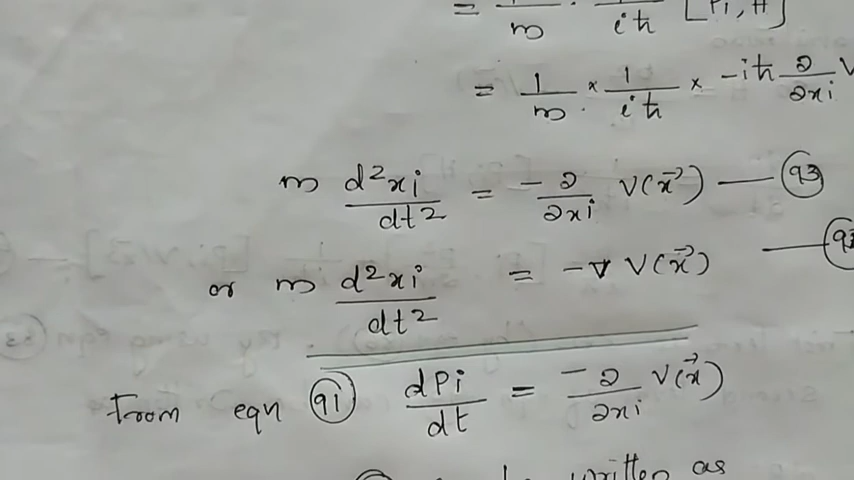 = 1/m · 1/iħ [Pi, H]
= 1/m × 1/iħ × -iħ ∂/∂xi V
m d²xi/dt² = -∂/∂xi V(x⃗) — (93)
or m d²xi/dt² = -∇ V(x⃗) —
From eqn (91) dPi/dt = -∂/∂xi V(x⃗)
written as